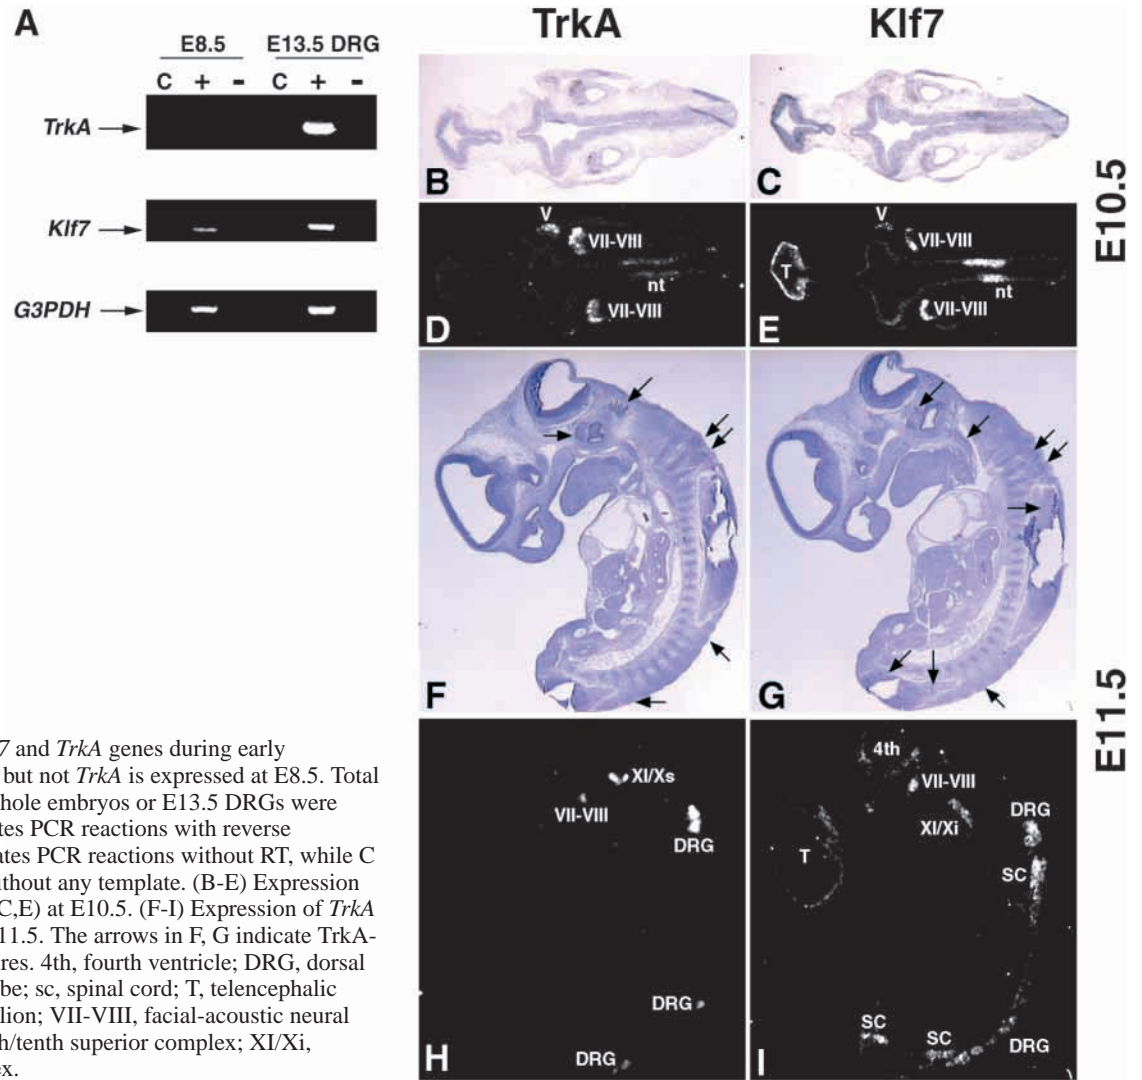 A
E8.5 E13.5 DRG
C + - C + -
TrkA
Klf7
G3PDH
TrkA Klf7
B C
E10.5
V
VII-VIII
nt
VII-VIII
D
V
VII-VIII
T
nt
VII-VIII
E
F G
E11.5
XI/Xs
VII-VIII
DRG
DRG
DRG
H
4th
VII-VIII
XI/Xi
DRG
SC
T
SC
SC
DRG
I
7 and TrkA genes during early
but not TrkA is expressed at E8.5. Total
hole embryos or E13.5 DRGs were
tes PCR reactions with reverse
ates PCR reactions without RT, while C
ithout any template. (B-E) Expression
C,E) at E10.5. (F-I) Expression of TrkA
11.5. The arrows in F, G indicate TrkA-
res. 4th, fourth ventricle; DRG, dorsal
be; sc, spinal cord; T, telencephalic
lion; VII-VIII, facial-acoustic neural
h/tenth superior complex; XI/Xi,
ex.